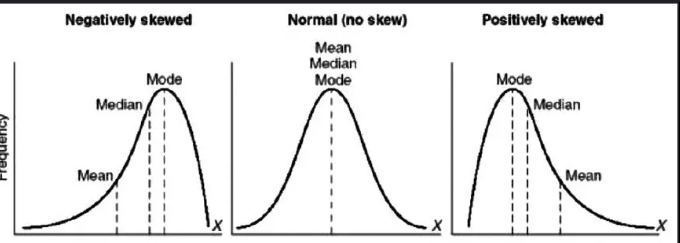 Negatively skewed
Normal (no skew)
Positively skewed
Mean
Median
Mode
Mode
Median
Mean
Mode
Median
Mean
Frequency
X
X
X